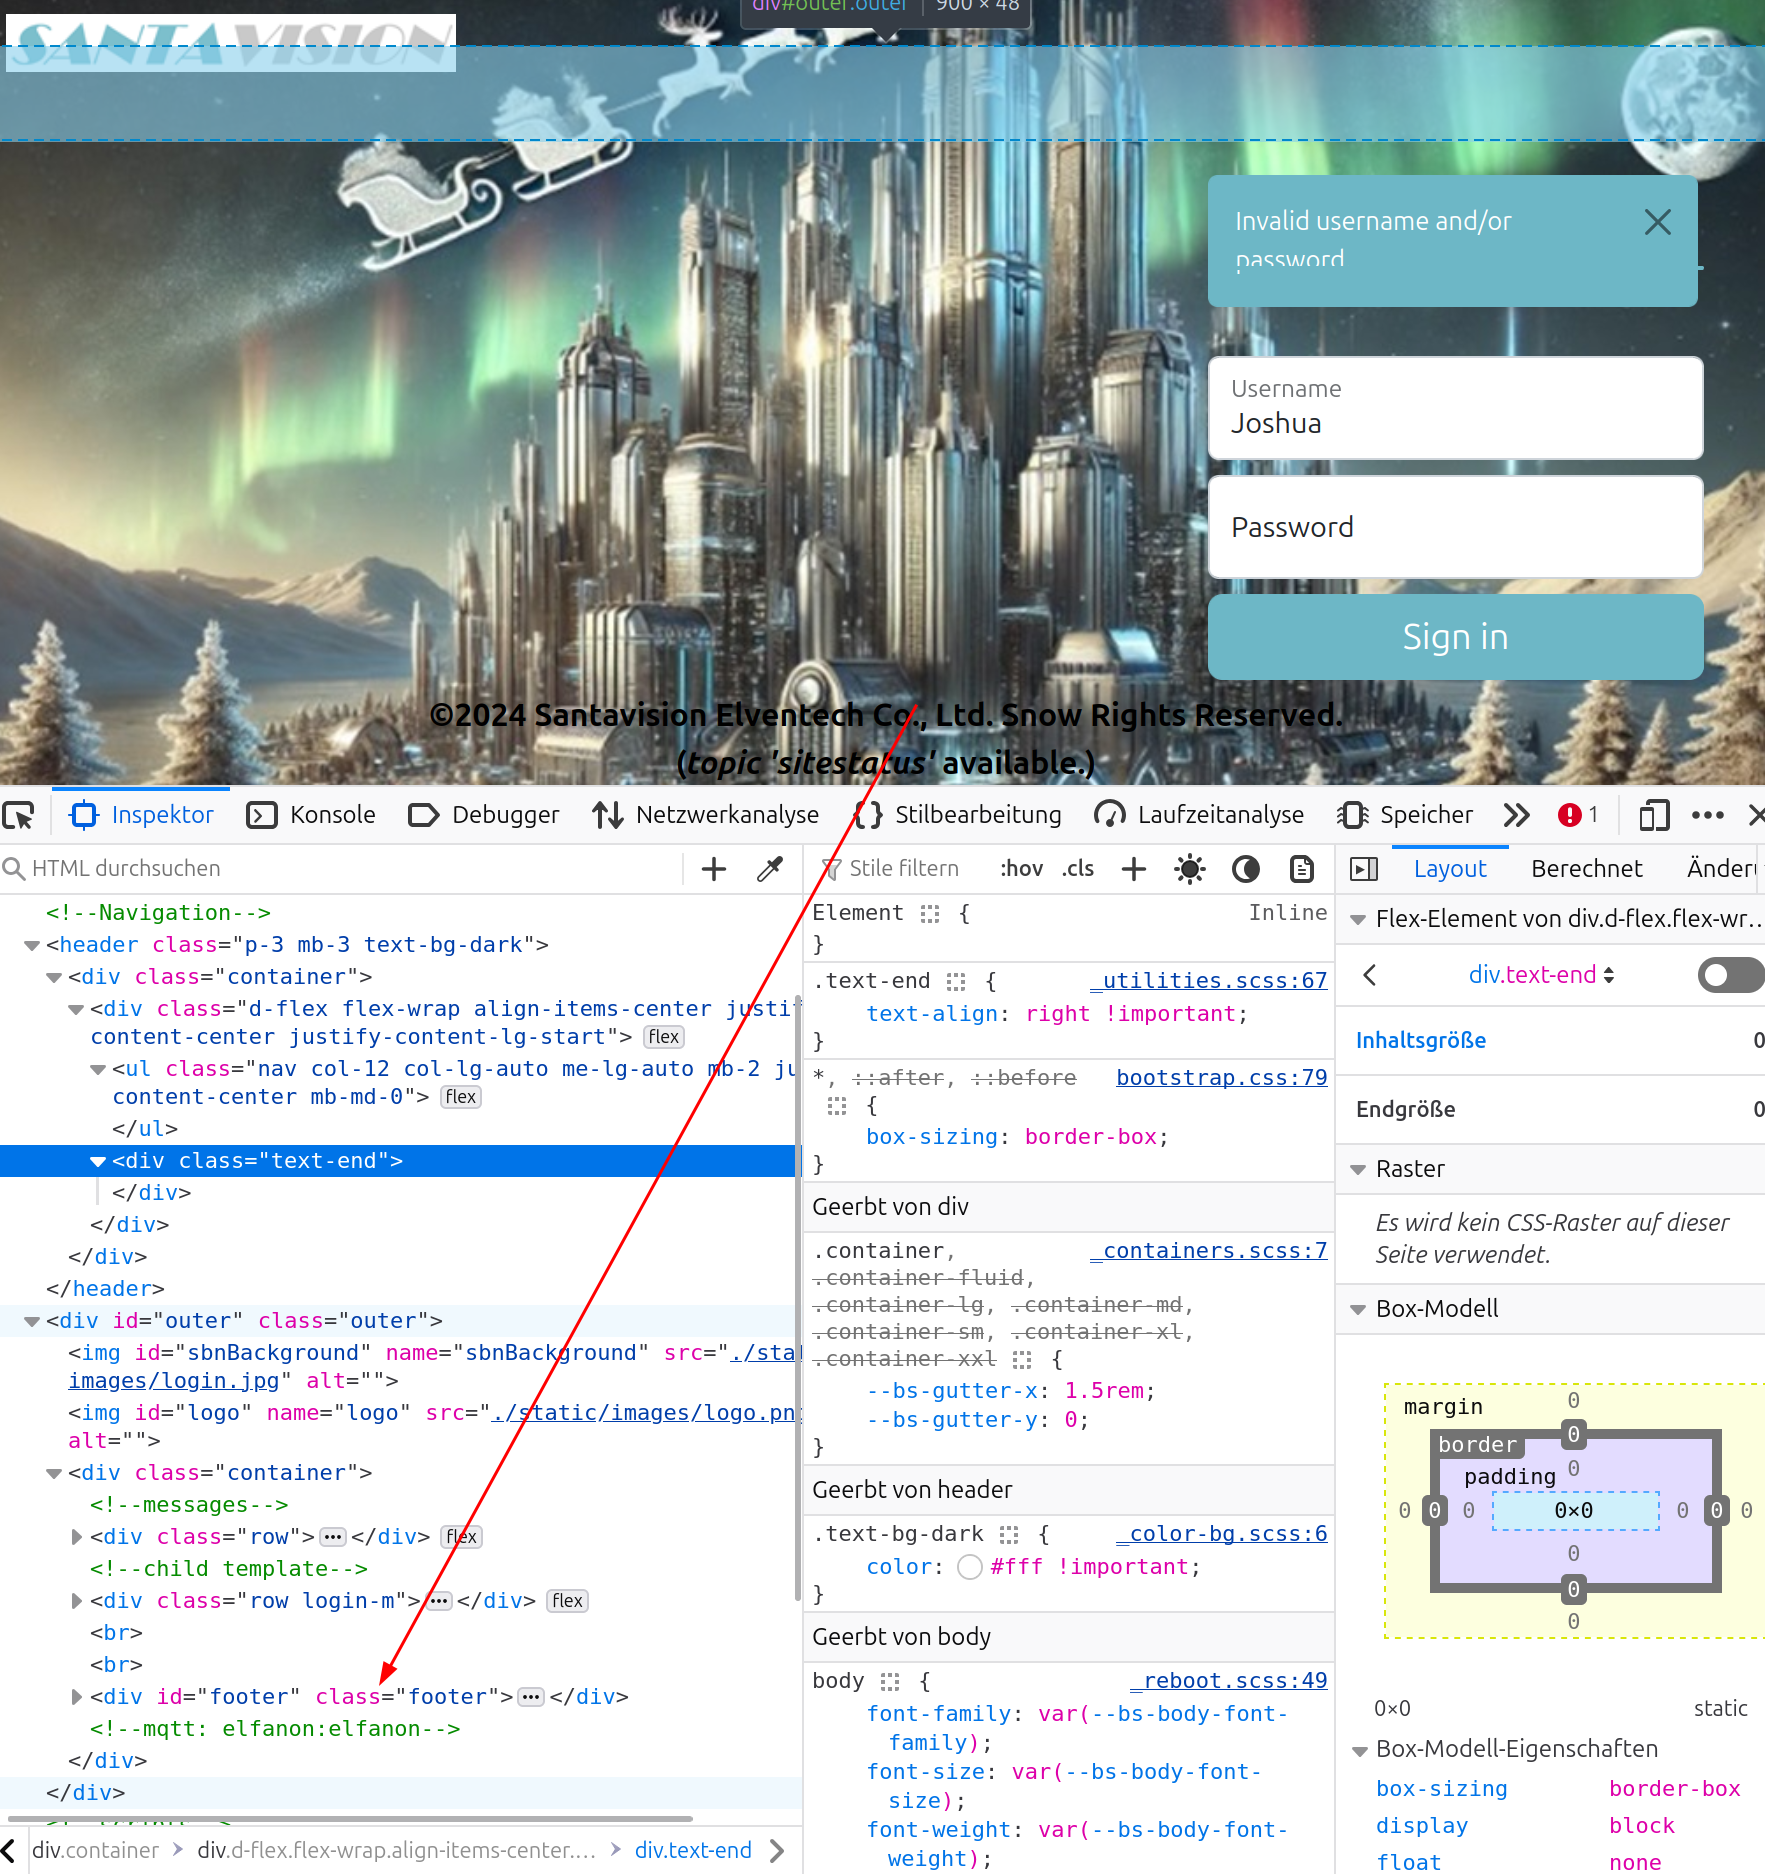 div#outer.outer 900 × 48
SANTAVISION
Invalid username and/or
password
Username
Joshua
Password
Sign in
©2024 Santavision Elventech Co., Ltd. Snow Rights Reserved.
(topic 'sitestatus' available.)
Inspektor Konsole Debugger Netzwerkanalyse {} Stilbearbeitung Laufzeitanalyse Speicher 1
HTML durchsuchen
<!--Navigation-->
<header class="p-3 mb-3 text-bg-dark">
<div class="container">
<div class="d-flex flex-wrap align-items-center justif
content-center justify-content-lg-start"> flex
<ul class="nav col-12 col-lg-auto me-lg-auto mb-2 ju
content-center mb-md-0"> flex
</ul>
<div class="text-end">
</div>
</div>
</div>
</header>
<div id="outer" class="outer">
<img id="sbnBackground" name="sbnBackground" src="./sta
images/login.jpg" alt="">
<img id="logo" name="logo" src="./static/images/logo.pn
alt="">
<div class="container">
<!--messages-->
<div class="row">…</div> flex
<!--child template-->
<div class="row login-m">…</div> flex
<br>
<br>
<div id="footer" class="footer">…</div>
<!--mqtt: elfanon:elfanon-->
</div>
</div>
div.container div.d-flex.flex-wrap.align-items-center.… div.text-end
Stile filtern :hov .cls
Element { Inline
}
.text-end { _utilities.scss:67
text-align: right !important;
}
*, ::after, ::before bootstrap.css:79
{
box-sizing: border-box;
}
Geerbt von div
.container, _containers.scss:7
.container-fluid,
.container-lg, .container-md,
.container-sm, .container-xl,
.container-xxl {
--bs-gutter-x: 1.5rem;
--bs-gutter-y: 0;
}
Geerbt von header
.text-bg-dark { _color-bg.scss:6
color: #fff !important;
}
Geerbt von body
body { _reboot.scss:49
font-family: var(--bs-body-font-
family);
font-size: var(--bs-body-font-
size);
font-weight: var(--bs-body-font-
weight);
Layout Berechnet Änderu
Flex-Element von div.d-flex.flex-wr…
div.text-end
Inhaltsgröße 0
Endgröße 0
Raster
Es wird kein CSS-Raster auf dieser
Seite verwendet.
Box-Modell
margin 0
border 0
padding 0
0 0 0 0×0 0 0 0
0
0
0
0×0 static
Box-Modell-Eigenschaften
box-sizing border-box
display block
float none